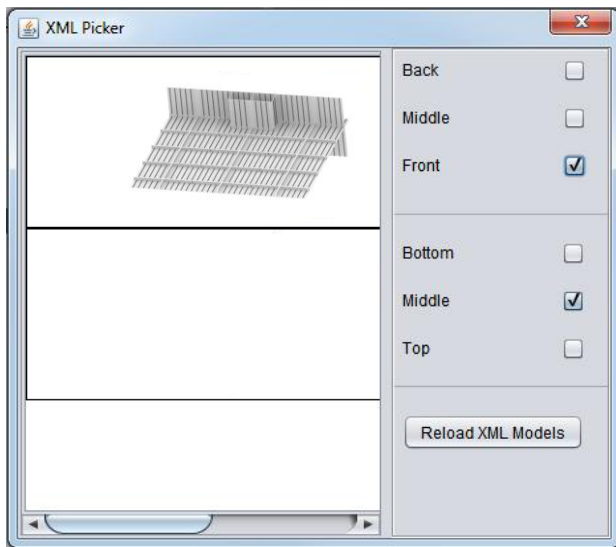 XML Picker
Back
Middle
Front
Bottom
Middle
Top
Reload XML Models